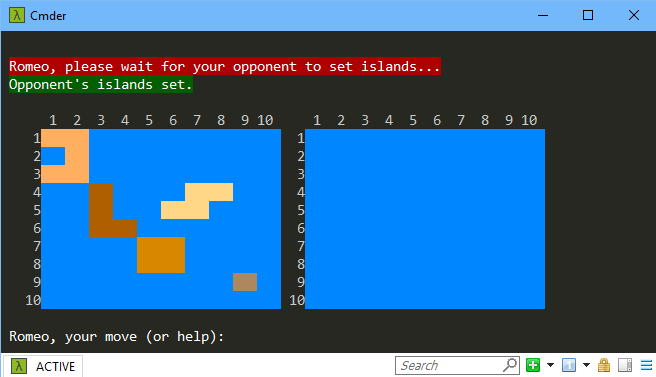 Cmder
Romeo, please wait for your opponent to set islands...
Opponent's islands set.
1 2 3 4 5 6 7 8 9 10 1 2 3 4 5 6 7 8 9 10
1 1
2 2
3 3
4 4
5 5
6 6
7 7
8 8
9 9
10 10
Romeo, your move (or help):
λ ACTIVE Search 1